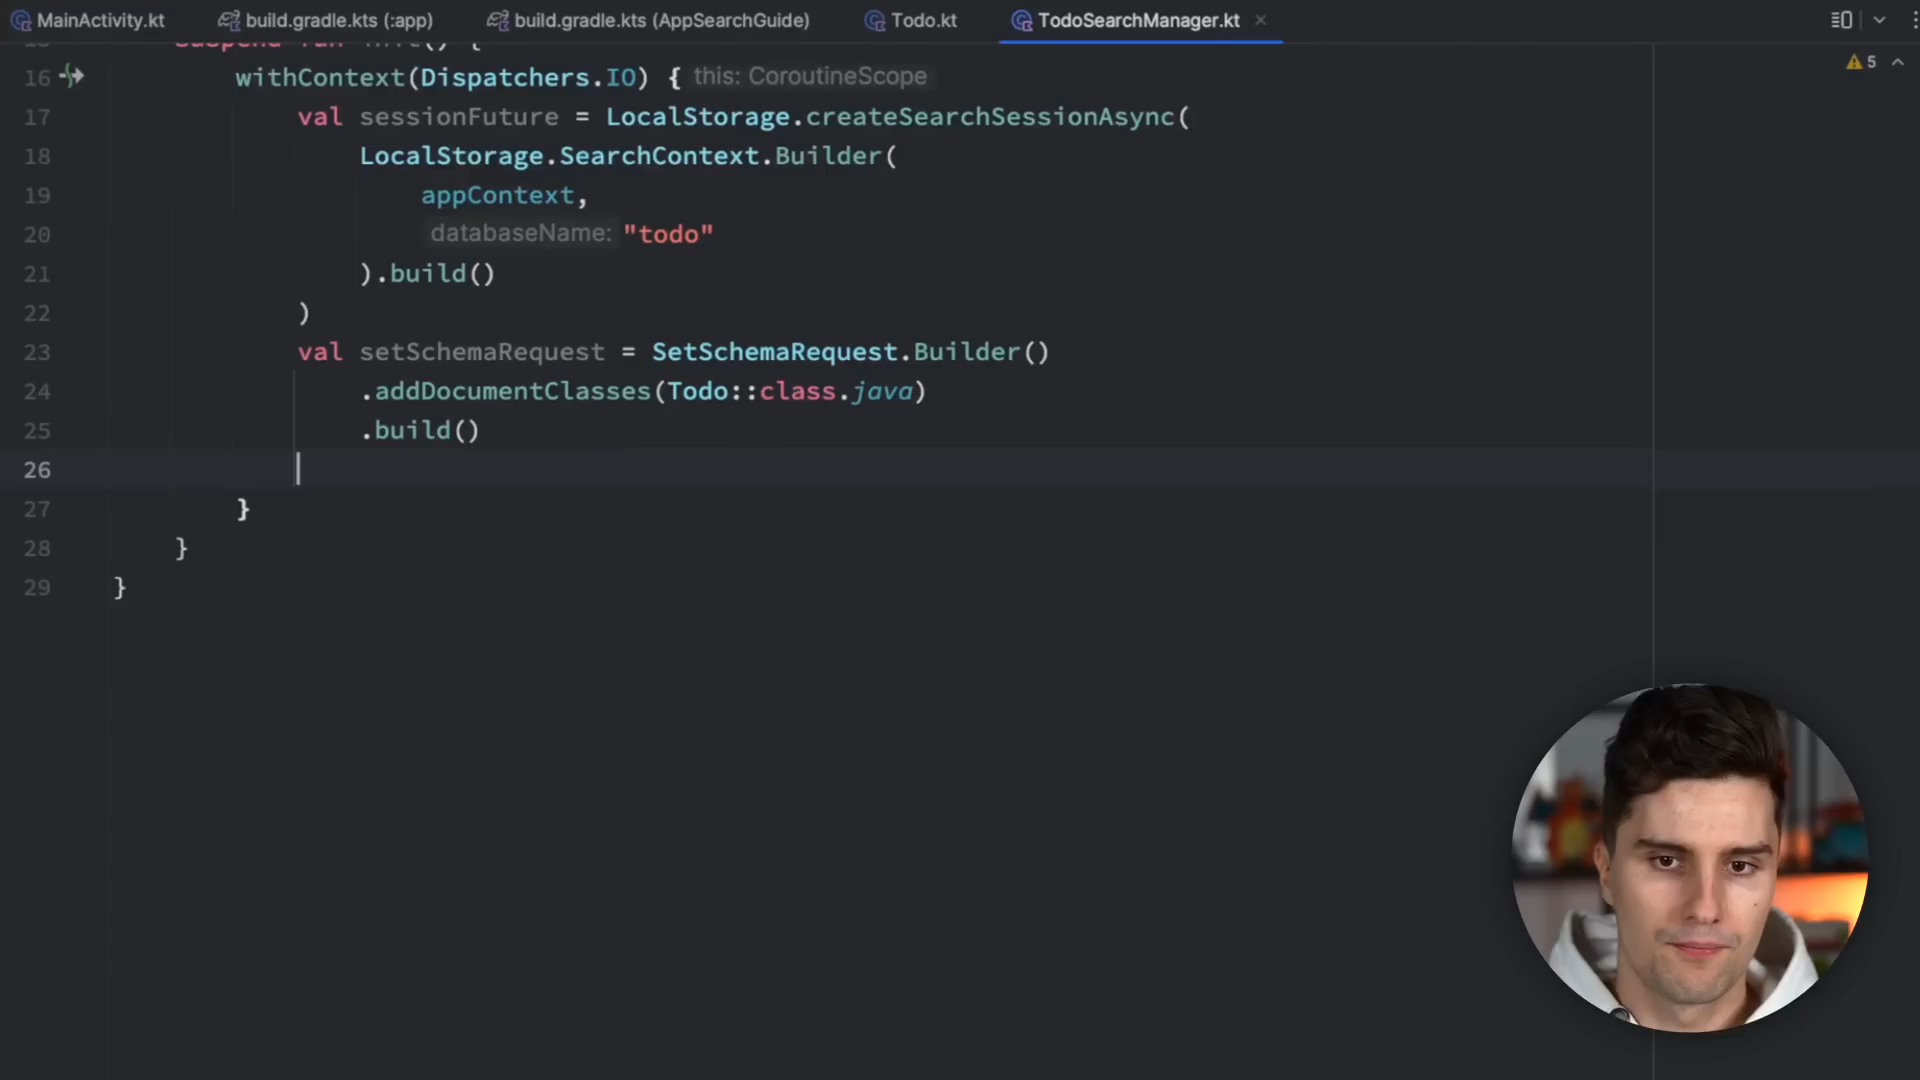 MainActivity.kt build.gradle.kts (:app) build.gradle.kts (AppSearchGuide) Todo.kt TodoSearchManager.kt
5
16 withContext(Dispatchers.IO) { this: CoroutineScope
17 val sessionFuture = LocalStorage.createSearchSessionAsync(
18 LocalStorage.SearchContext.Builder(
19 appContext,
20 databaseName: "todo"
21 ).build()
22 )
23 val setSchemaRequest = SetSchemaRequest.Builder()
24 .addDocumentClasses(Todo::class.java)
25 .build()
26
27 }
28 }
29 }